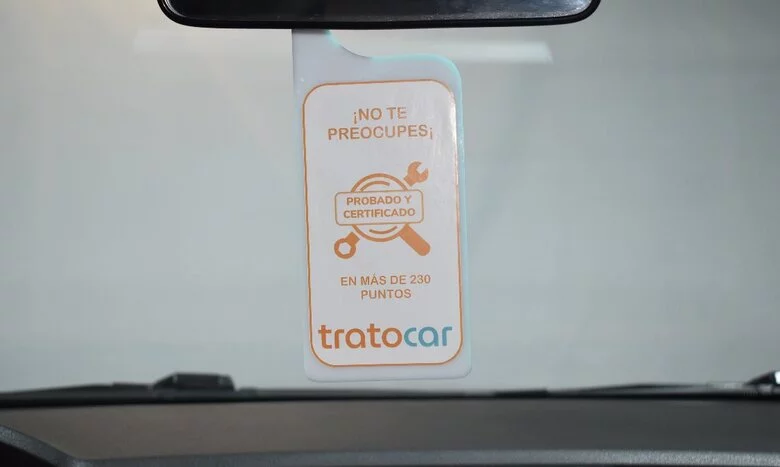 ¡NO TE
PREOCUPES¡
PROBADO Y
CERTIFICADO
EN MÁS DE 230
PUNTOS
tratocar